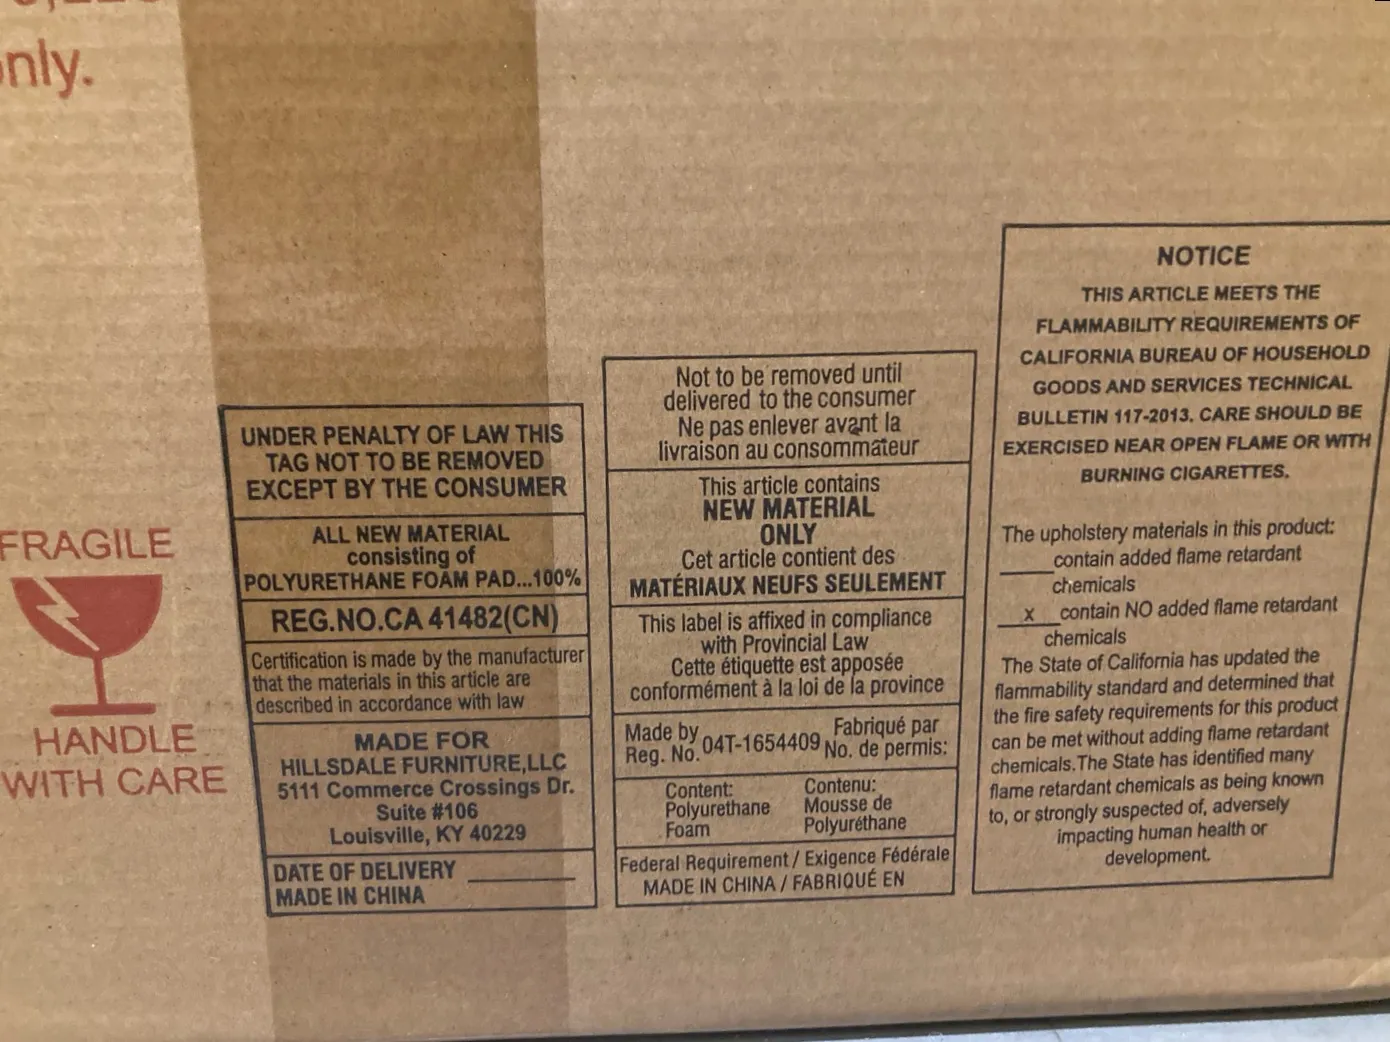 only.
FRAGILE
HANDLE
WITH CARE
UNDER PENALTY OF LAW THIS
TAG NOT TO BE REMOVED
EXCEPT BY THE CONSUMER
ALL NEW MATERIAL
consisting of
POLYURETHANE FOAM PAD...100%
REG.NO.CA 41482(CN)
Certification is made by the manufacturer
that the materials in this article are
described in accordance with law
MADE FOR
HILLSDALE FURNITURE,LLC
5111 Commerce Crossings Dr.
Suite #106
Louisville, KY 40229
DATE OF DELIVERY ________
MADE IN CHINA
Not to be removed until
delivered to the consumer
Ne pas enlever avant la
livraison au consommateur
This article contains
NEW MATERIAL
ONLY
Cet article contient des
MATÉRIAUX NEUFS SEULEMENT
This label is affixed in compliance
with Provincial Law
Cette étiquette est apposée
conformément à la loi de la province
Made by Fabriqué par
Reg. No. 04T-1654409 No. de permis:
Content: Contenu:
Polyurethane Mousse de
Foam Polyuréthane
Federal Requirement / Exigence Fédérale
MADE IN CHINA / FABRIQUÉ EN
NOTICE
THIS ARTICLE MEETS THE
FLAMMABILITY REQUIREMENTS OF
CALIFORNIA BUREAU OF HOUSEHOLD
GOODS AND SERVICES TECHNICAL
BULLETIN 117-2013. CARE SHOULD BE
EXERCISED NEAR OPEN FLAME OR WITH
BURNING CIGARETTES.
The upholstery materials in this product:
_____contain added flame retardant
chemicals
__x__contain NO added flame retardant
chemicals
The State of California has updated the
flammability standard and determined that
the fire safety requirements for this product
can be met without adding flame retardant
chemicals.The State has identified many
flame retardant chemicals as being known
to, or strongly suspected of, adversely
impacting human health or
development.